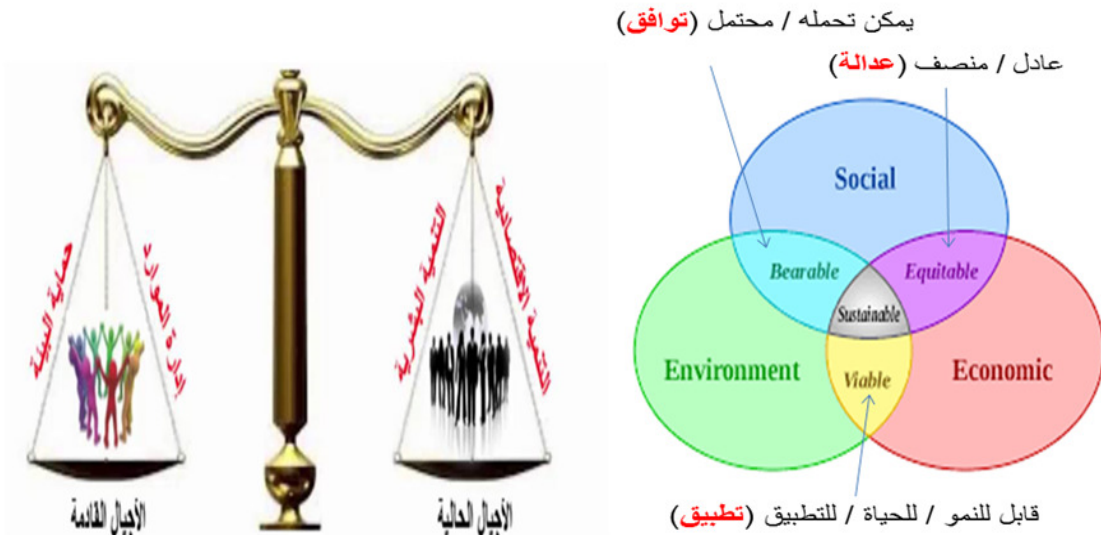 يمكن تحمله / محتمل (توافق)
عادل / منصف (عدالة)
Social
Bearable
Equitable
Sustainable
Environment
Viable
Economic
قابل للنمو / للحياة / للتطبيق (تطبيق)
التنمية البشرية
التنمية الاقتصادية
الأجيال الحالية
حماية البيئة
إدارة الموارد
الأجيال القادمة